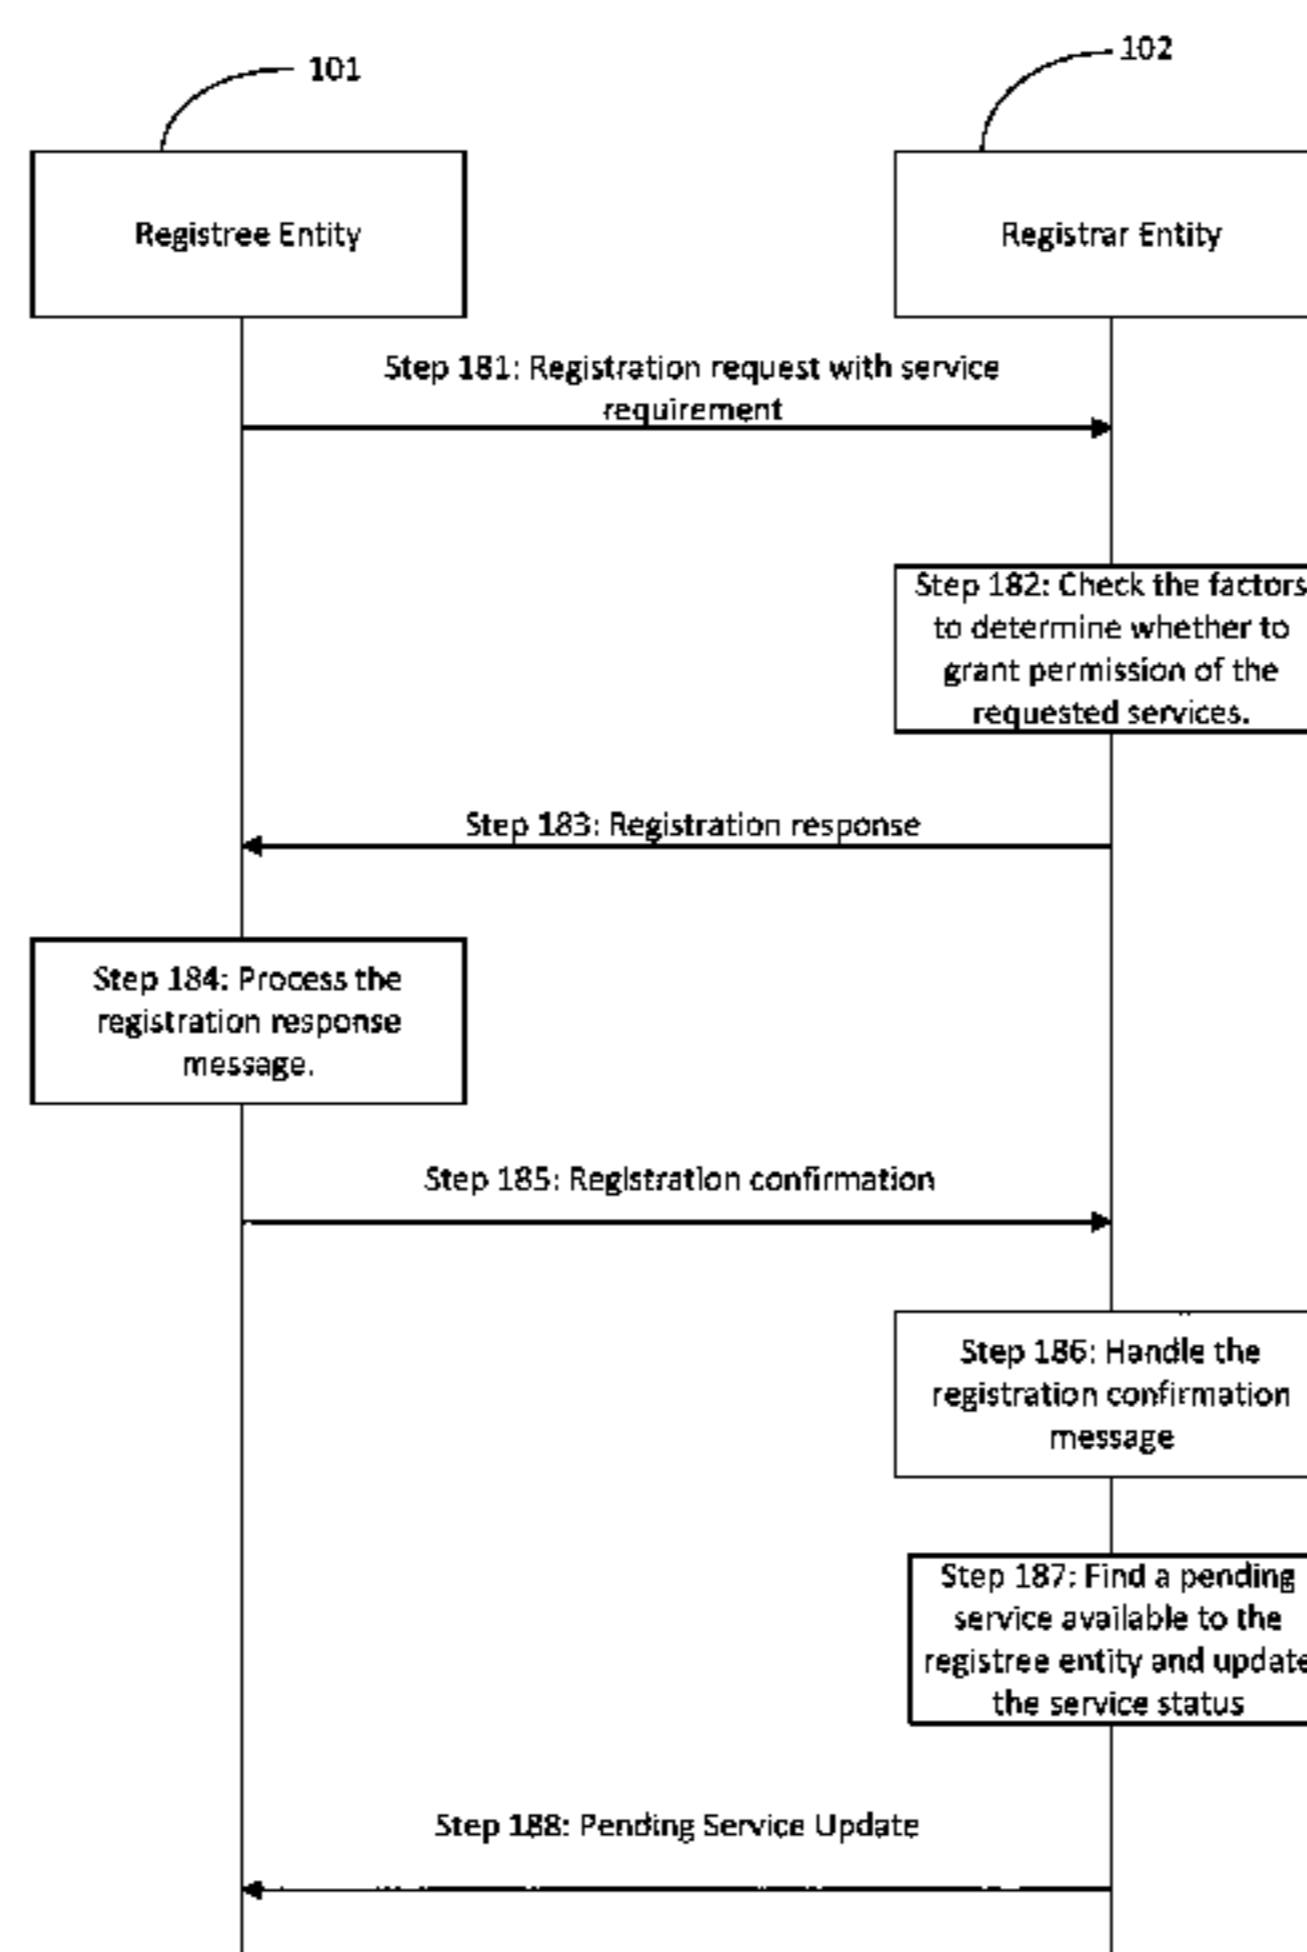 101
102
Registree Entity
Registrar Entity
Step 181: Registration request with service
requirement
Step 182: Check the factors
to determine whether to
grant permission of the
requested services.
Step 183: Registration response
Step 184: Process the
registration response
message.
Step 185: Registration confirmation
Step 186: Handle the
registration confirmation
message
Step 187: Find a pending
service available to the
registree entity and update
the service status
Step 188: Pending Service Update